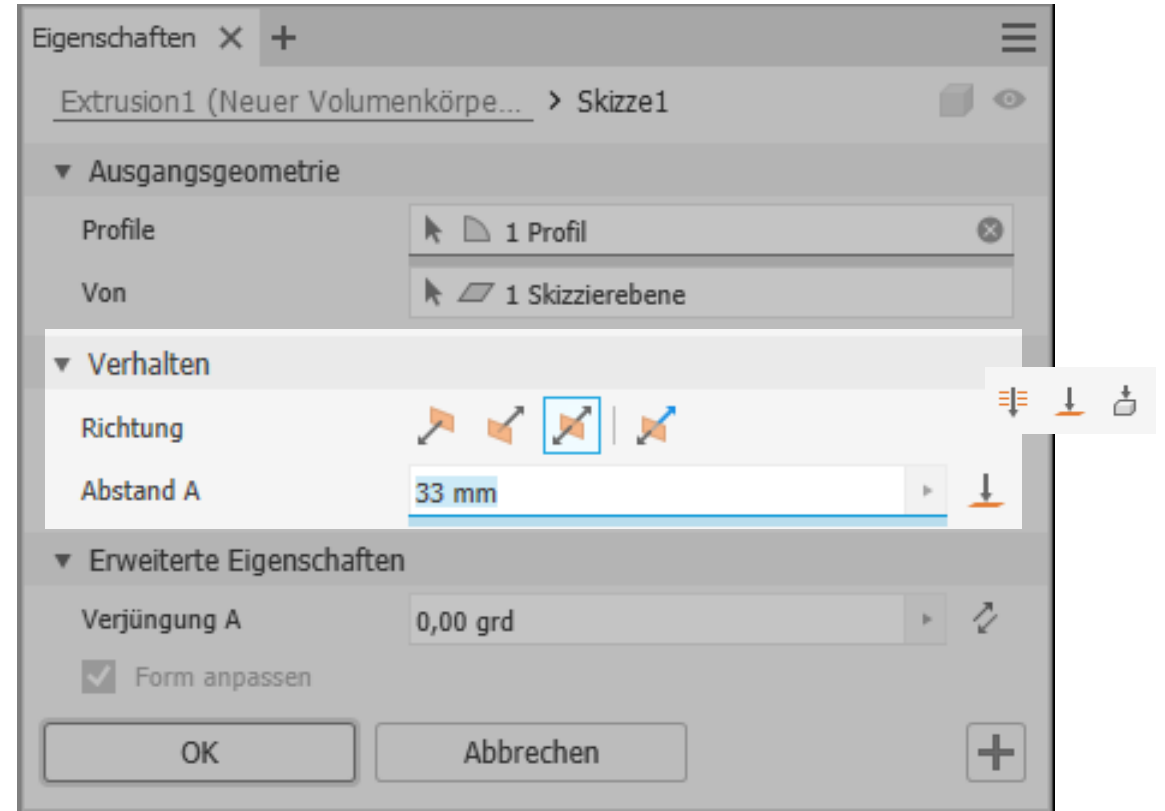 Eigenschaften
Extrusion1 (Neuer Volumenkörpe... > Skizze1
Ausgangsgeometrie
Profile 1 Profil
Von 1 Skizzierebene
Verhalten
Richtung
Abstand A 33 mm
Erweiterte Eigenschaften
Verjüngung A 0,00 grd
Form anpassen
OK Abbrechen